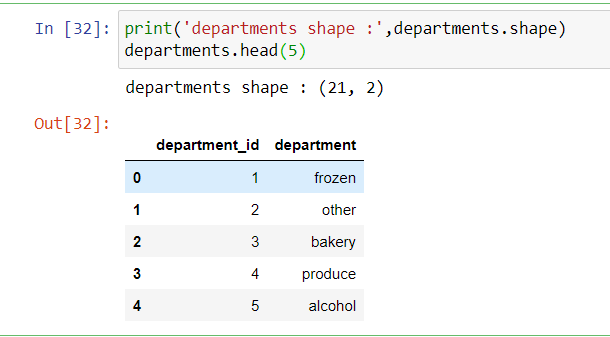 In [32]: print('departments shape :',departments.shape)
departments.head(5)
departments shape : (21, 2)
Out[32]:
department_id department
0 1 frozen
1 2 other
2 3 bakery
3 4 produce
4 5 alcohol